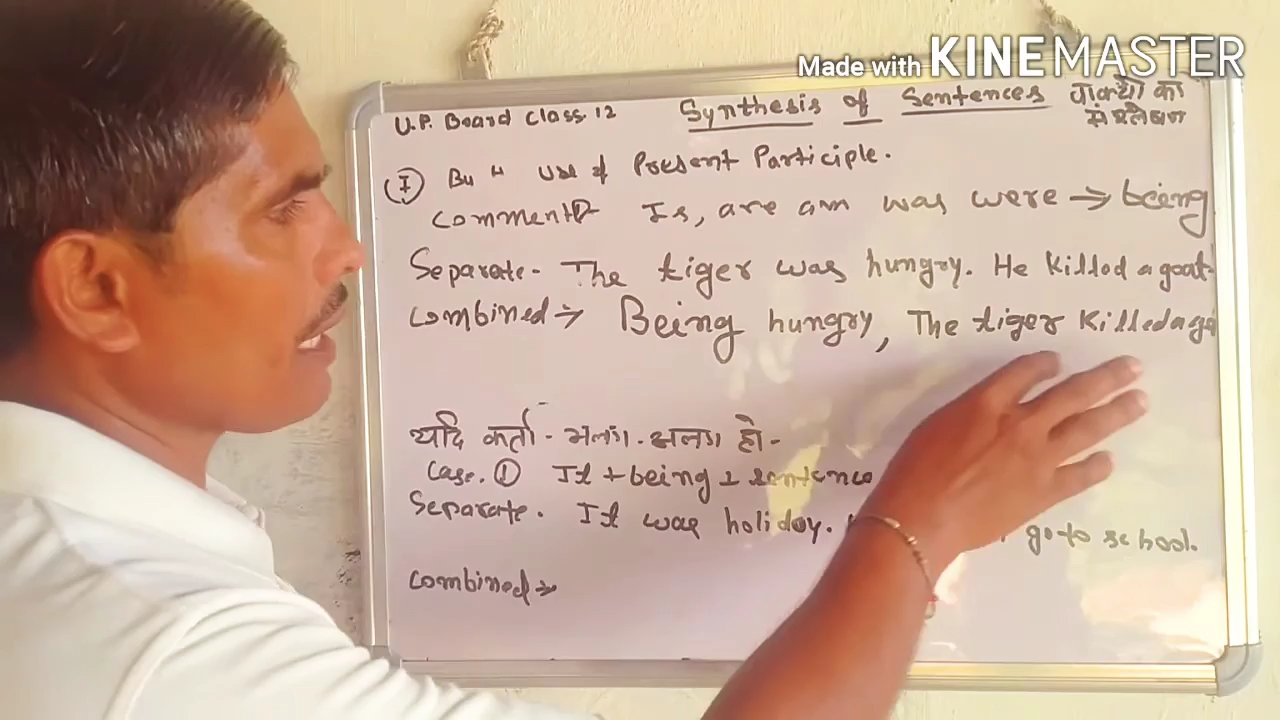 Made with KINEMASTER
U.P. Board Class. 12 Synthesis of Sentences वाक्यों का
संश्लेषण
(I) By " Use of Present Participle.
Comment:- Is, are am was were → being
Separate- The tiger was hungry. He killed a goat.
Combined → Being hungry, The tiger killed a
यदि कर्ता - अलग. अलग हो-
Case. ① It + being + sentence
Separate. It was holiday. go to school.
Combined →